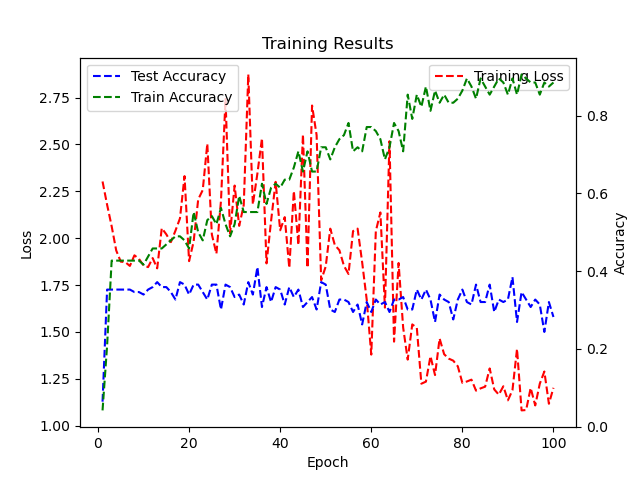 Training Results
Test Accuracy
Train Accuracy
Training Loss
2.75
2.50
2.25
2.00
1.75
1.50
1.25
1.00
Loss
0.8
0.6
0.4
0.2
0.0
Accuracy
0 20 40 60 80 100
Epoch